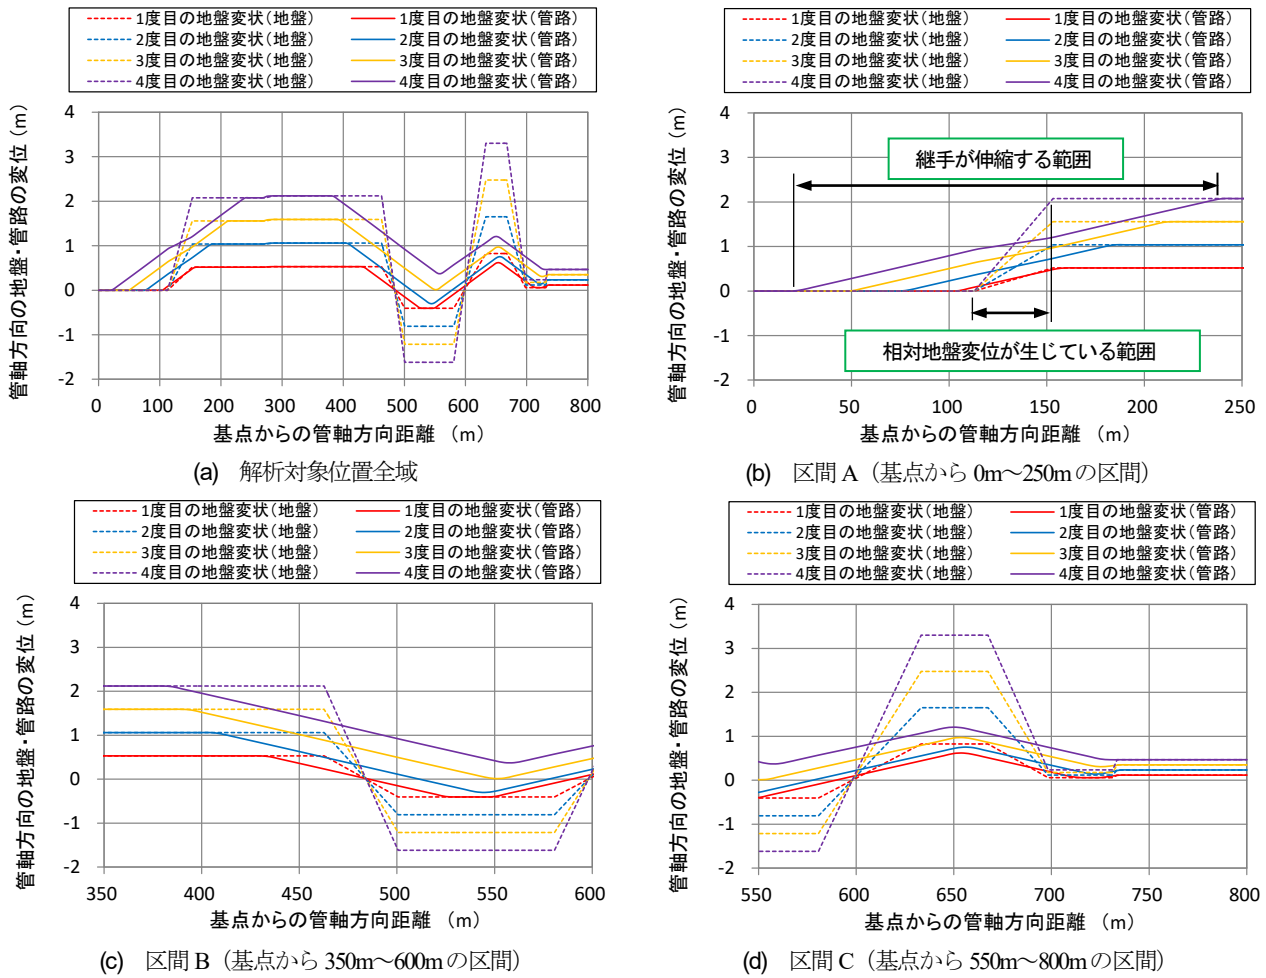 1度目の地盤変状(地盤) 1度目の地盤変状(管路)
2度目の地盤変状(地盤) 2度目の地盤変状(管路)
3度目の地盤変状(地盤) 3度目の地盤変状(管路)
4度目の地盤変状(地盤) 4度目の地盤変状(管路)
管軸方向の地盤・管路の変位 (m)
4
3
2
1
0
-1
-2
0 100 200 300 400 500 600 700 800
基点からの管軸方向距離 (m)
(a) 解析対象位置全域
1度目の地盤変状(地盤) 1度目の地盤変状(管路)
2度目の地盤変状(地盤) 2度目の地盤変状(管路)
3度目の地盤変状(地盤) 3度目の地盤変状(管路)
4度目の地盤変状(地盤) 4度目の地盤変状(管路)
管軸方向の地盤・管路の変位 (m)
4
3
2
1
0
-1
-2
継手が伸縮する範囲
相対地盤変位が生じている範囲
0 50 100 150 200 250
基点からの管軸方向距離 (m)
(b) 区間 A(基点から 0m~250mの区間)
1度目の地盤変状(地盤) 1度目の地盤変状(管路)
2度目の地盤変状(地盤) 2度目の地盤変状(管路)
3度目の地盤変状(地盤) 3度目の地盤変状(管路)
4度目の地盤変状(地盤) 4度目の地盤変状(管路)
管軸方向の地盤・管路の変位 (m)
4
3
2
1
0
-1
-2
350 400 450 500 550 600
基点からの管軸方向距離 (m)
(c) 区間 B(基点から 350m~600mの区間)
1度目の地盤変状(地盤) 1度目の地盤変状(管路)
2度目の地盤変状(地盤) 2度目の地盤変状(管路)
3度目の地盤変状(地盤) 3度目の地盤変状(管路)
4度目の地盤変状(地盤) 4度目の地盤変状(管路)
管軸方向の地盤・管路の変位 (m)
4
3
2
1
0
-1
-2
550 600 650 700 750 800
基点からの管軸方向距離 (m)
(d) 区間 C(基点から 550m~800mの区間)